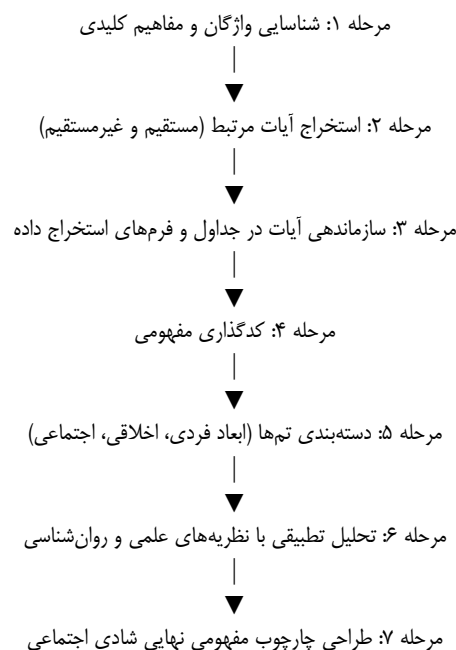 مرحله ۱: شناسایی واژگان و مفاهیم کلیدی
مرحله ۲: استخراج آیات مرتبط (مستقیم و غیرمستقیم)
مرحله ۳: سازماندهی آیات در جداول و فرم‌های استخراج داده
مرحله ۴: کدگذاری مفهومی
مرحله ۵: دسته‌بندی تم‌ها (ابعاد فردی، اخلاقی، اجتماعی)
مرحله ۶: تحلیل تطبیقی با نظریه‌های علمی و روان‌شناسی
مرحله ۷: طراحی چارچوب مفهومی نهایی شادی اجتماعی